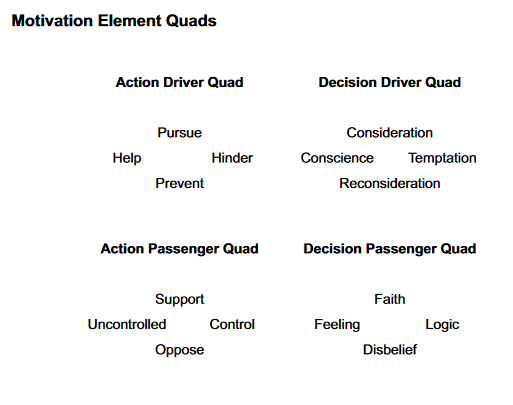 Motivation Element Quads
Action Driver Quad Decision Driver Quad
Pursue Consideration
Help Hinder Conscience Temptation
Prevent Reconsideration
Action Passenger Quad Decision Passenger Quad
Support Faith
Uncontrolled Control Feeling Logic
Oppose Disbelief